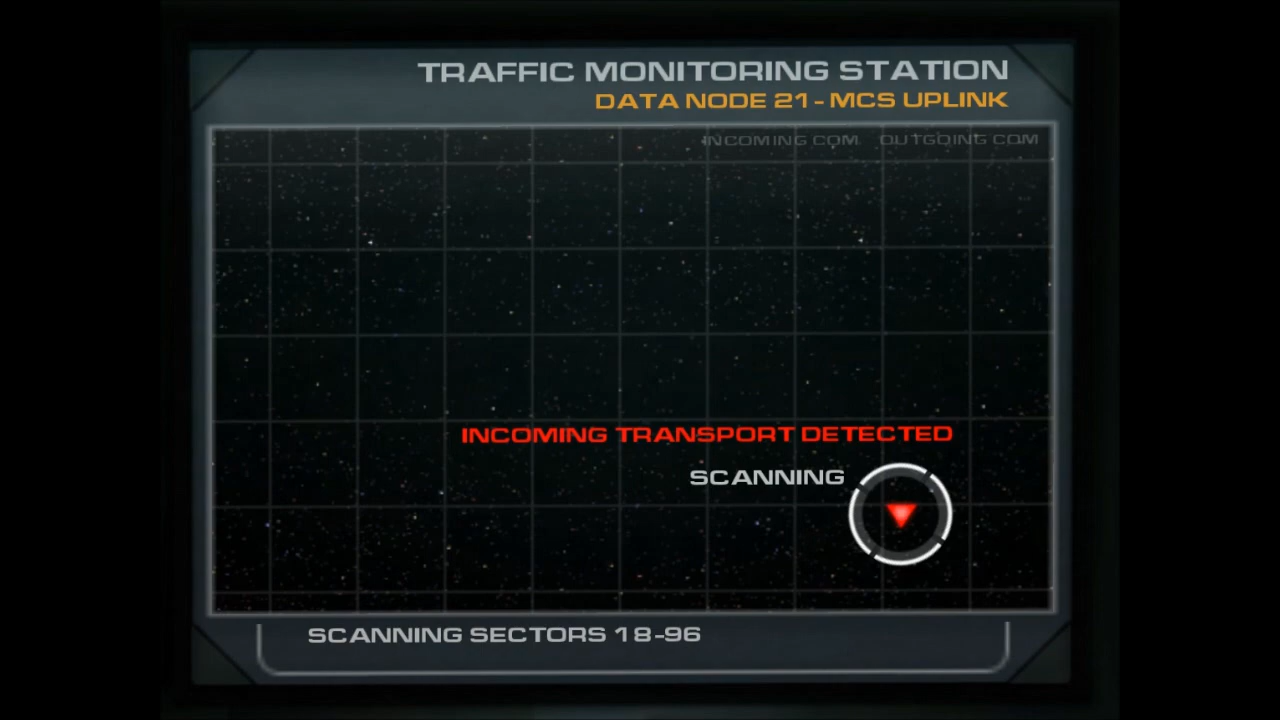 TRAFFIC MONITORING STATION
DATA NODE 21 - MCS UPLINK
INCOMING COM OUTGOING COM
INCOMING TRANSPORT DETECTED
SCANNING
SCANNING SECTORS 18-96